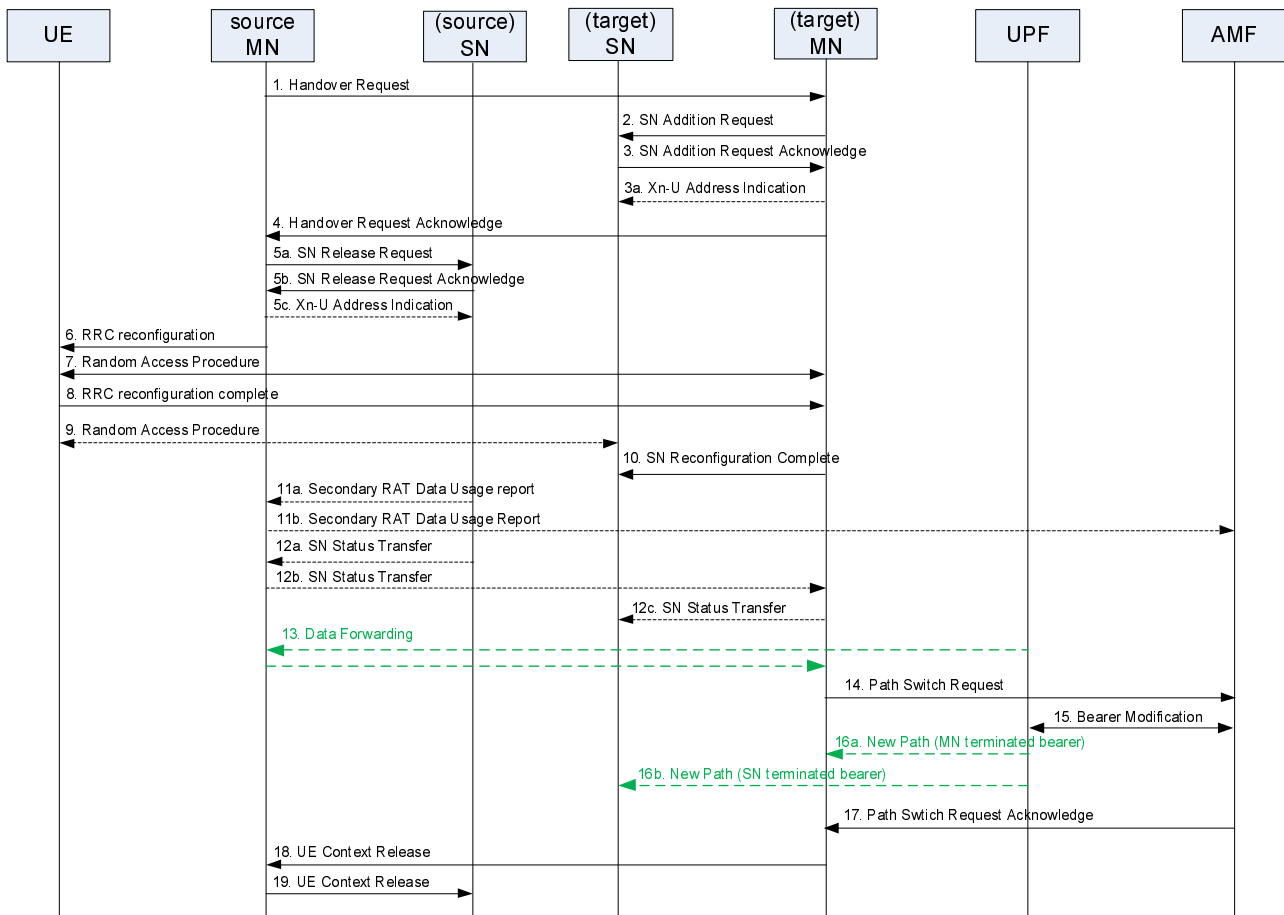 UE
source
MN
(source)
SN
(target)
SN
(target)
MN
UPF
AMF
1. Handover Request
2. SN Addition Request
3. SN Addition Request Acknowledge
3a. Xn-U Address Indication
4. Handover Request Acknowledge
5a. SN Release Request
5b. SN Release Request Acknowledge
5c. Xn-U Address Indication
6. RRC reconfiguration
7. Random Access Procedure
8. RRC reconfiguration complete
9. Random Access Procedure
10. SN Reconfiguration Complete
11a. Secondary RAT Data Usage report
11b. Secondary RAT Data Usage Report
12a. SN Status Transfer
12b. SN Status Transfer
12c. SN Status Transfer
13. Data Forwarding
14. Path Switch Request
15. Bearer Modification
16a. New Path (MN terminated bearer)
16b. New Path (SN terminated bearer)
17. Path Swtich Request Acknowledge
18. UE Context Release
19. UE Context Release